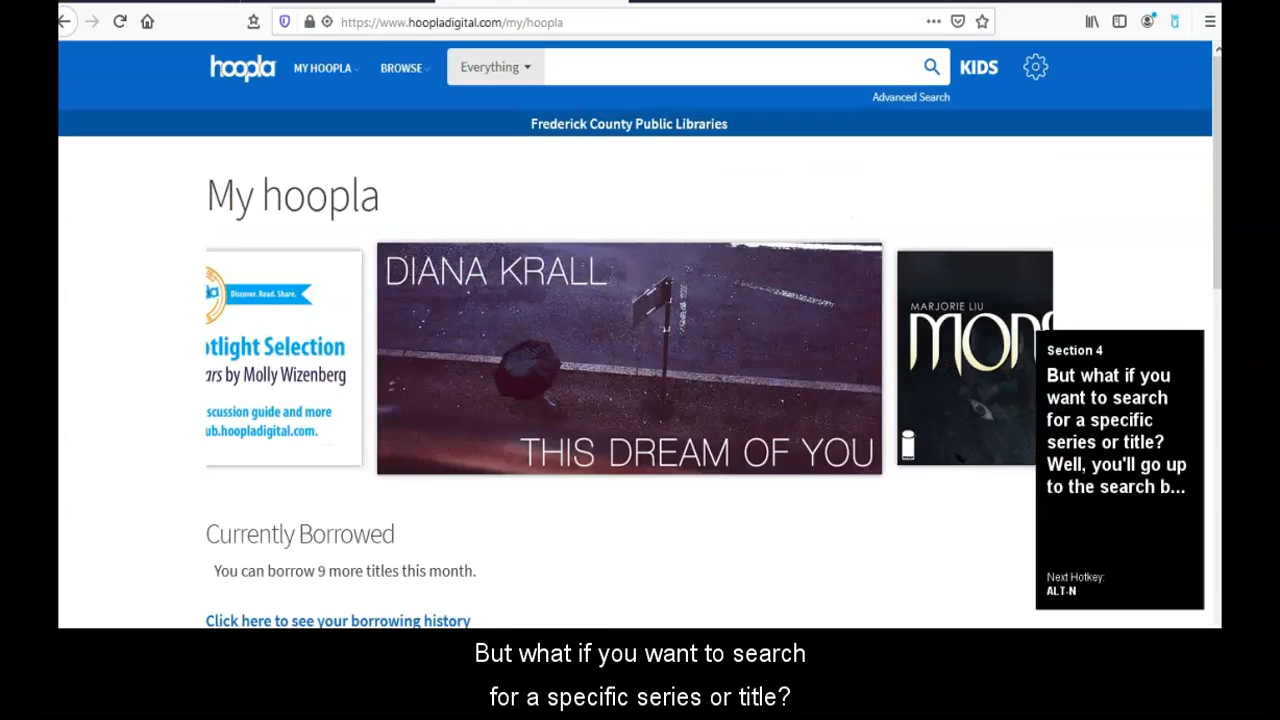 https://www.hoopladigital.com/my/hoopla
hoopla
MY HOOPLA
BROWSE
Everything
KIDS
Advanced Search
Frederick County Public Libraries
My hoopla
Discover. Read. Share.
tlight Selection
ars by Molly Wizenberg
scussion guide and more
ub.hoopladigital.com.
DIANA KRALL
THIS DREAM OF YOU
MARJORIE LIU
MON
Section 4
But what if you
want to search
for a specific
series or title?
Well, you'll go up
to the search b...
Next Hotkey:
ALT-N
Currently Borrowed
You can borrow 9 more titles this month.
Click here to see your borrowing history
But what if you want to search
for a specific series or title?